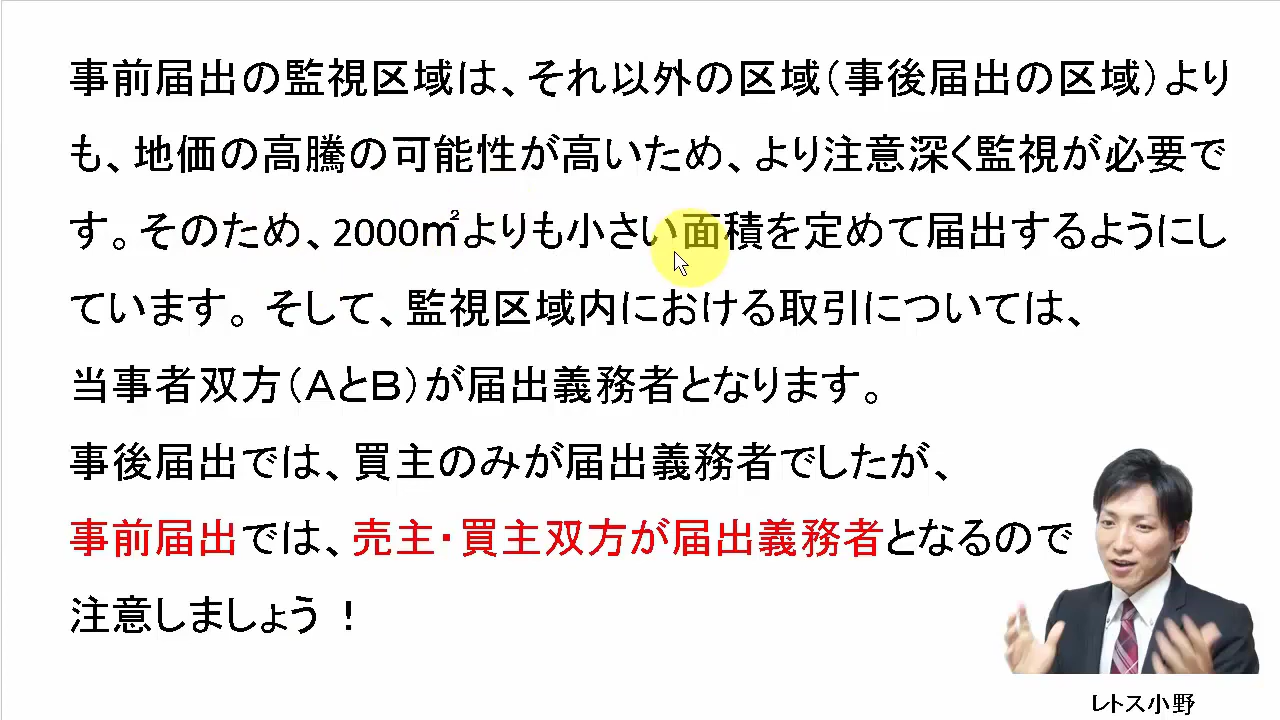 事前届出の監視区域は、それ以外の区域（事後届出の区域）より
も、地価の高騰の可能性が高いため、より注意深く監視が必要で
す。そのため、2000㎡よりも小さい面積を定めて届出するようにし
ています。そして、監視区域内における取引については、
当事者双方（ＡとＢ）が届出義務者となります。
事後届出では、買主のみが届出義務者でしたが、
事前届出では、売主・買主双方が届出義務者となるので
注意しましょう！
レトス小野